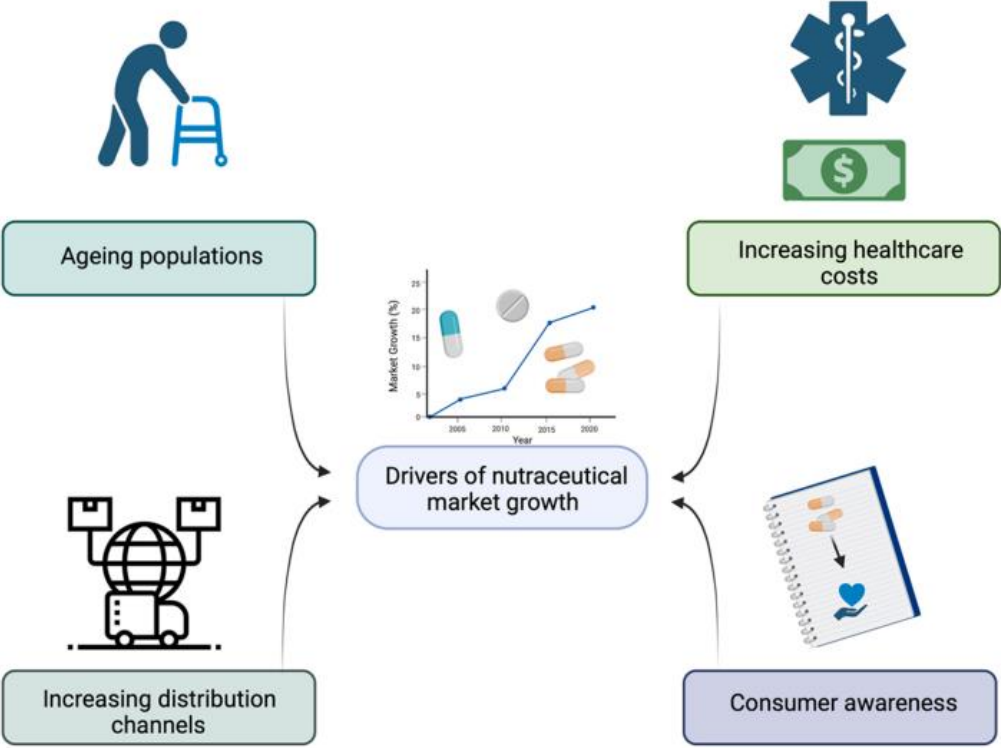 $
Ageing populations
Increasing healthcare
costs
Market Growth (%)
25
20
15
10
5
0
2005
2010
2015
2020
Year
Drivers of nutraceutical
market growth
Increasing distribution
channels
Consumer awareness